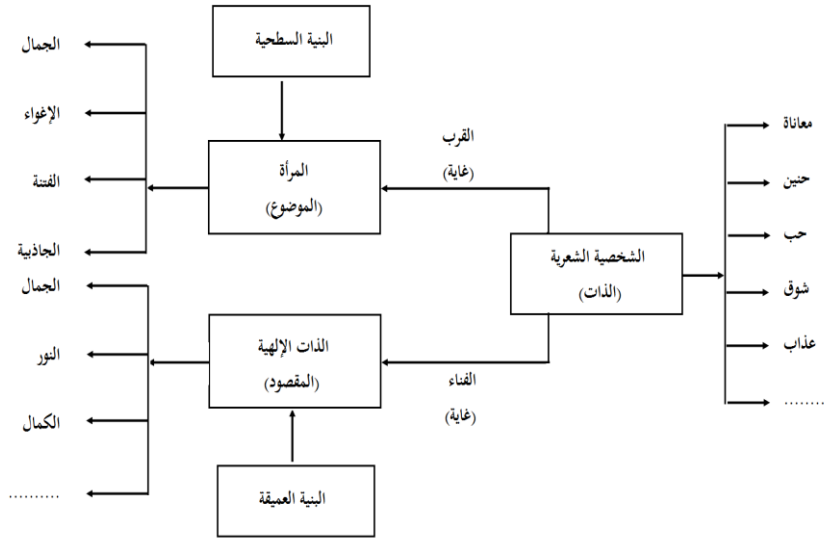 البنية السطحية
القرب
(غاية)
المرأة
(الموضوع)
الجمال
الإغواء
الفتنة
الجاذبية
معاناة
حنين
حب
شوق
عذاب
........
الشخصية الشعرية
(الذات)
الفناء
(غاية)
الذات الإلهية
(المقصود)
الجمال
النور
الكمال
..........
البنية العميقة